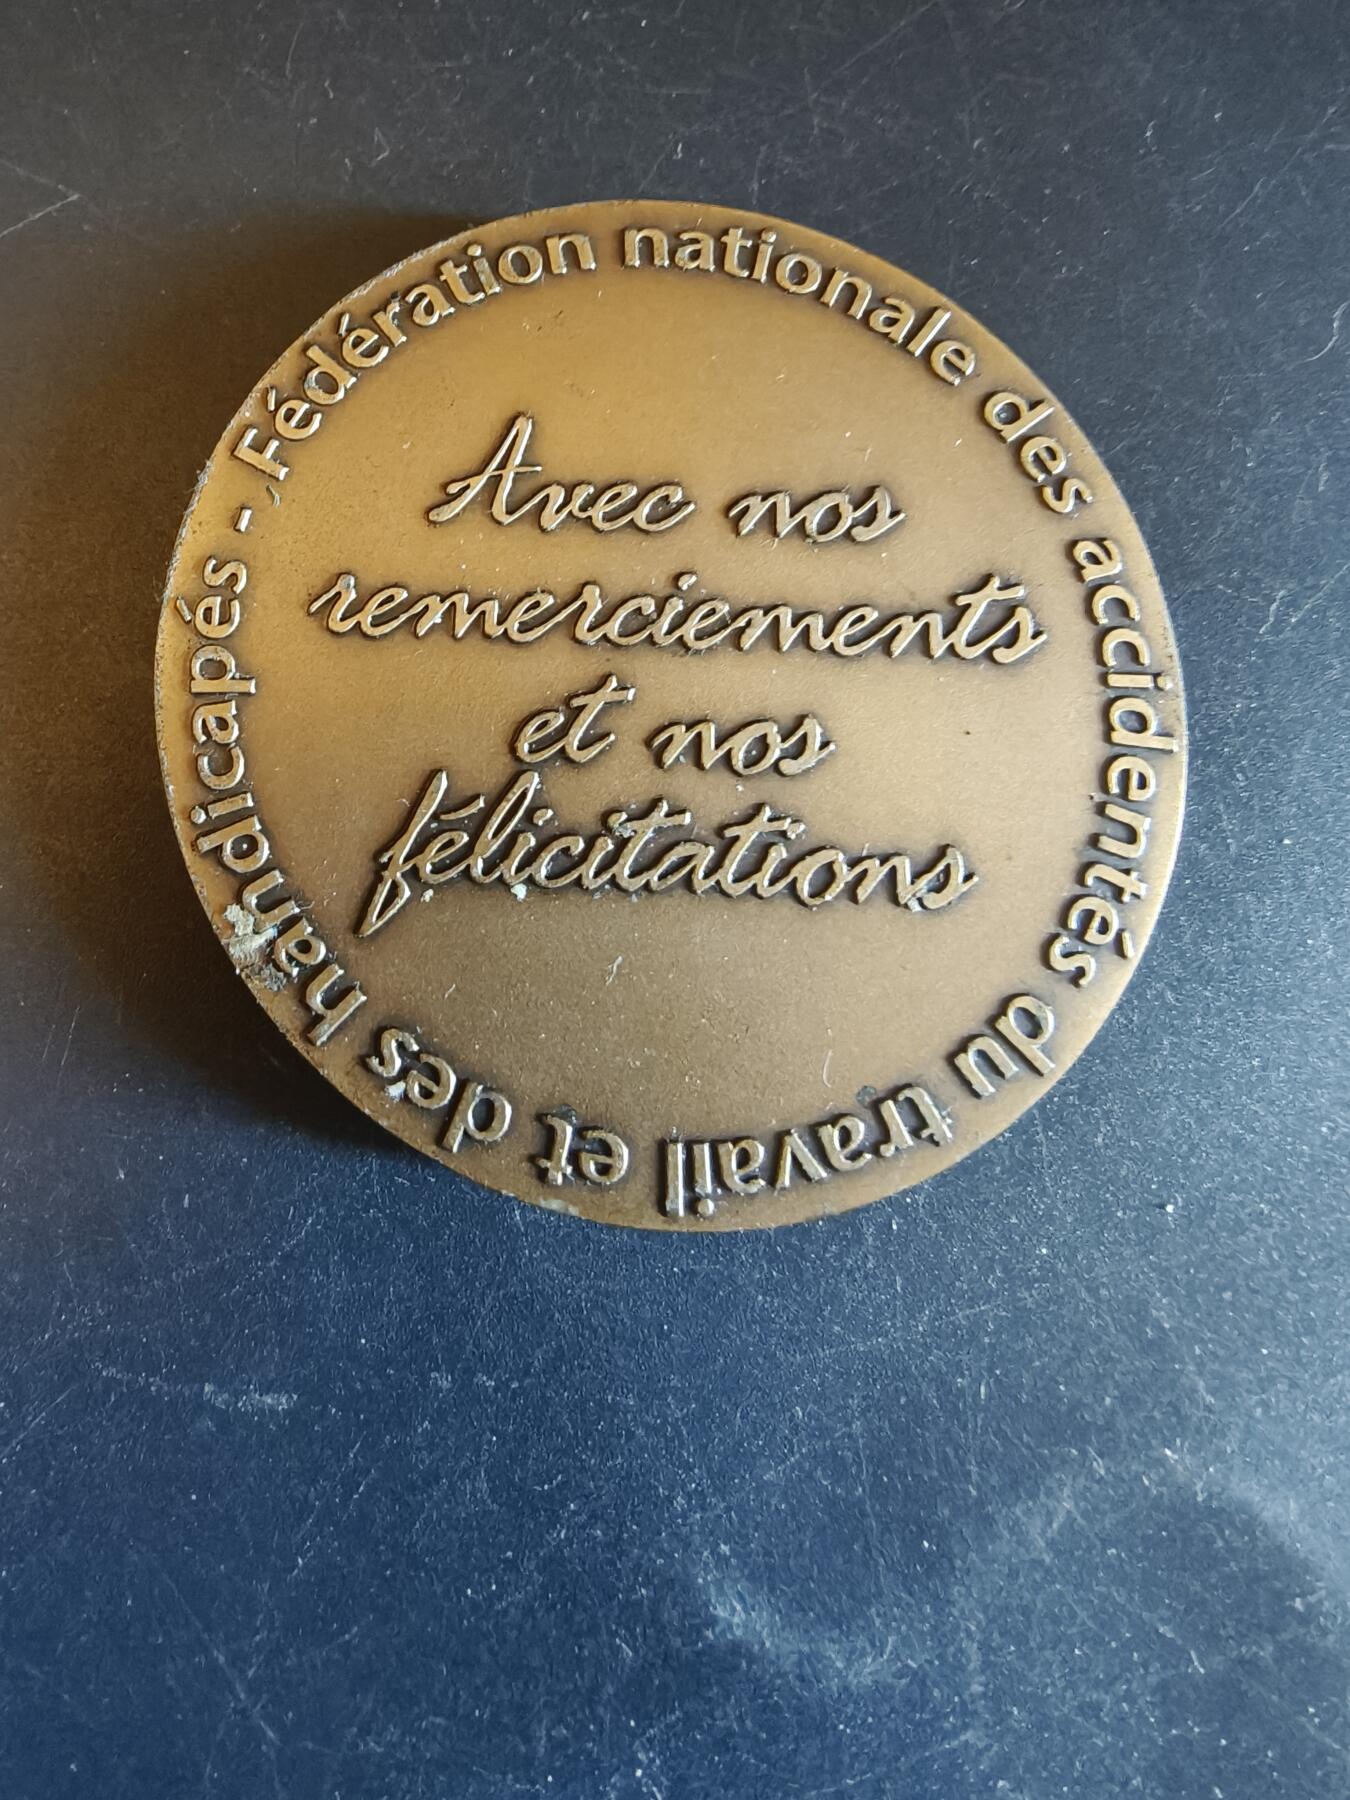 Fédération nationale des accidentés du travail et des handicapés -
Avec nos
remerciements
et nos
félicitations